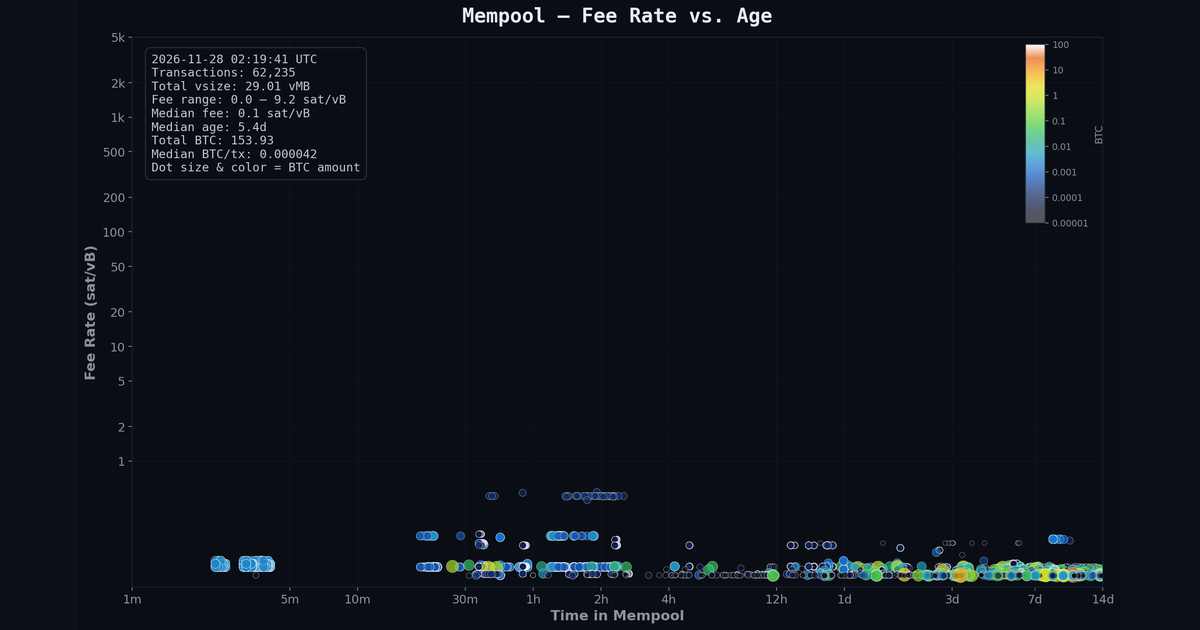 Mempool — Fee Rate vs. Age
2026-11-28 02:19:41 UTC
Transactions: 62,235
Total vsize: 29.01 vMB
Fee range: 0.0 — 9.2 sat/vB
Median fee: 0.1 sat/vB
Median age: 5.4d
Total BTC: 153.93
Median BTC/tx: 0.000042
Dot size & color = BTC amount
100
10
1
0.1
0.01
0.001
0.0001
0.00001
BTC
Fee Rate (sat/vB)
5k
2k
1k
500
200
100
50
20
10
5
2
1
1m
5m
10m
30m
1h
2h
4h
12h
1d
3d
7d
14d
Time in Mempool